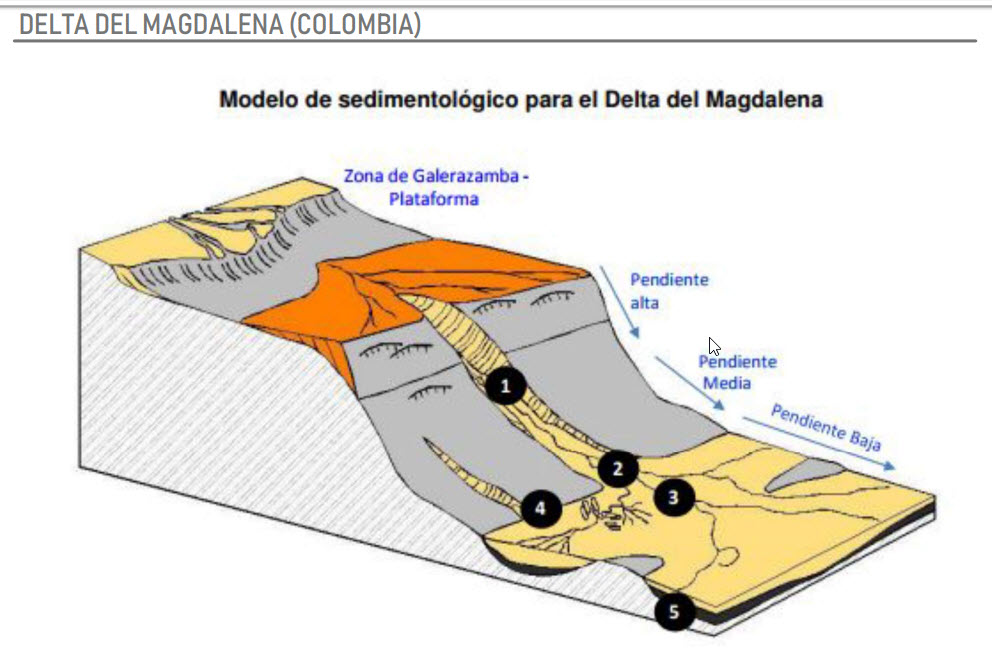 DELTA DEL MAGDALENA (COLOMBIA)
Modelo de sedimentológico para el Delta del Magdalena
Zona de Galerazamba -
Plataforma
Pendiente
alta
Pendiente
Media
Pendiente Baja
1
2
3
4
5